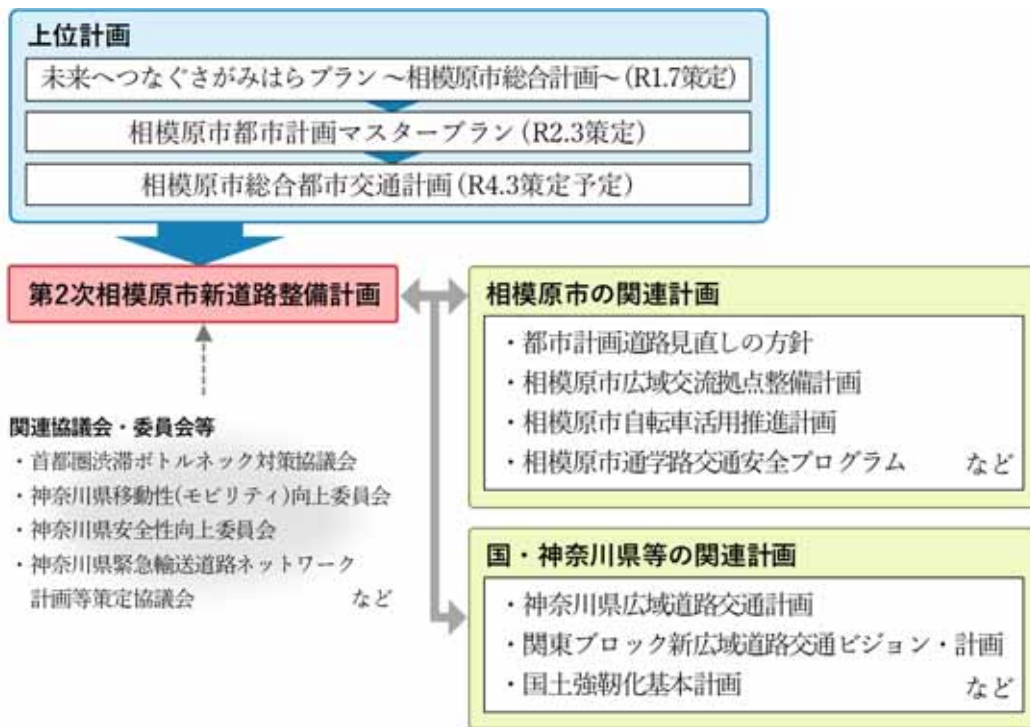 上位計画
未来へつなぐさがみはらプラン ～相模原市総合計画～ (R1.7策定)
相模原市都市計画マスタープラン (R2.3策定)
相模原市総合都市交通計画 (R4.3策定予定)
第2次相模原市新道路整備計画
関連協議会・委員会等
・首都圏渋滞ボトルネック対策協議会
・神奈川県移動性(モビリティ)向上委員会
・神奈川県安全性向上委員会
・神奈川県緊急輸送道路ネットワーク
計画等策定協議会 など
相模原市の関連計画
・都市計画道路見直しの方針
・相模原市広域交流拠点整備計画
・相模原市自転車活用推進計画
・相模原市通学路交通安全プログラム など
国・神奈川県等の関連計画
・神奈川県広域道路交通計画
・関東ブロック新広域道路交通ビジョン・計画
・国土強靭化基本計画 など